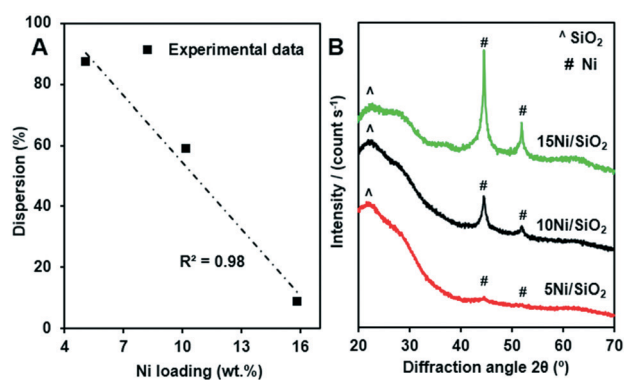 A
■ Experimental data
R² = 0.98
Dispersion (%)
100
80
60
40
20
0
4
7
10
13
16
Ni loading (wt.%)
B
^ SiO₂
# Ni
#
#
^
15Ni/SiO₂
^
#
#
10Ni/SiO₂
^
#
#
5Ni/SiO₂
Intensity / (count s⁻¹)
20
30
40
50
60
70
Diffraction angle 2θ (º)